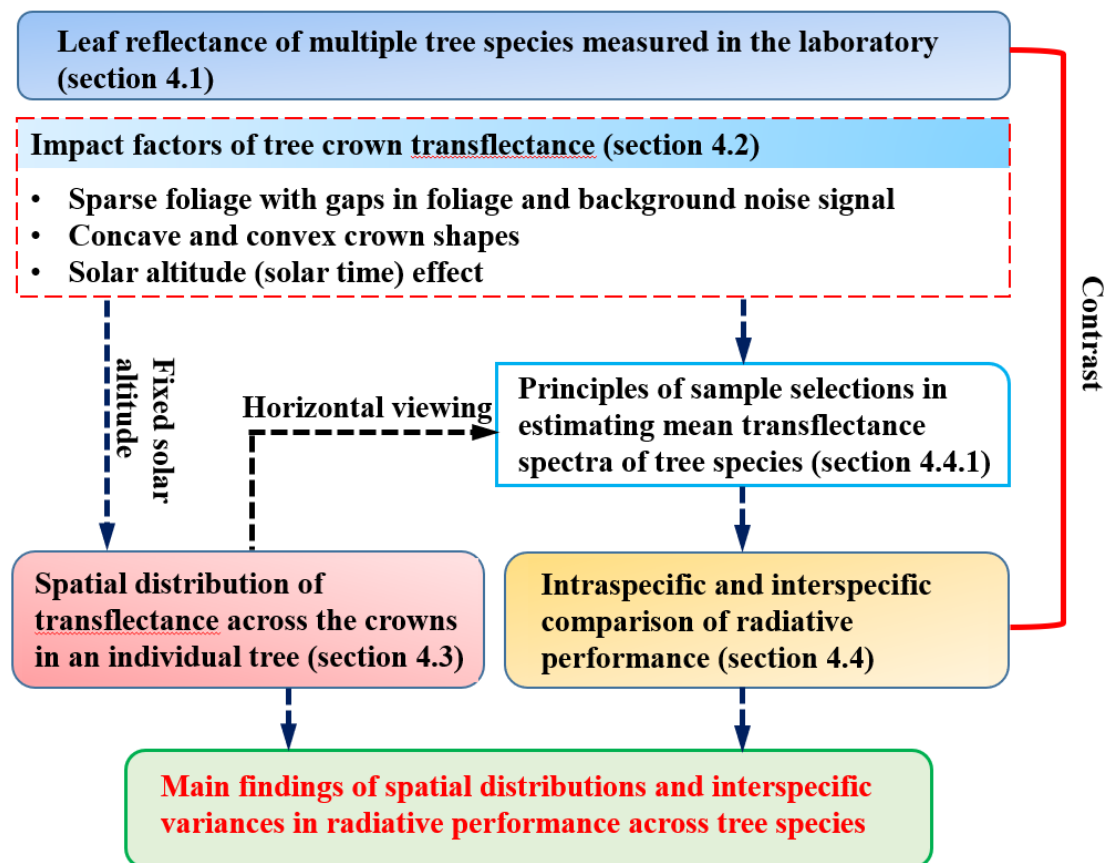 Leaf reflectance of multiple tree species measured in the laboratory
(section 4.1)
Impact factors of tree crown transflectance (section 4.2)
• Sparse foliage with gaps in foliage and background noise signal
• Concave and convex crown shapes
• Solar altitude (solar time) effect
Contrast
Fixed solar
altitude
Horizontal viewing
Principles of sample selections in
estimating mean transflectance
spectra of tree species (section 4.4.1)
Spatial distribution of
transflectance across the crowns
in an individual tree (section 4.3)
Intraspecific and interspecific
comparison of radiative
performance (section 4.4)
Main findings of spatial distributions and interspecific
variances in radiative performance across tree species